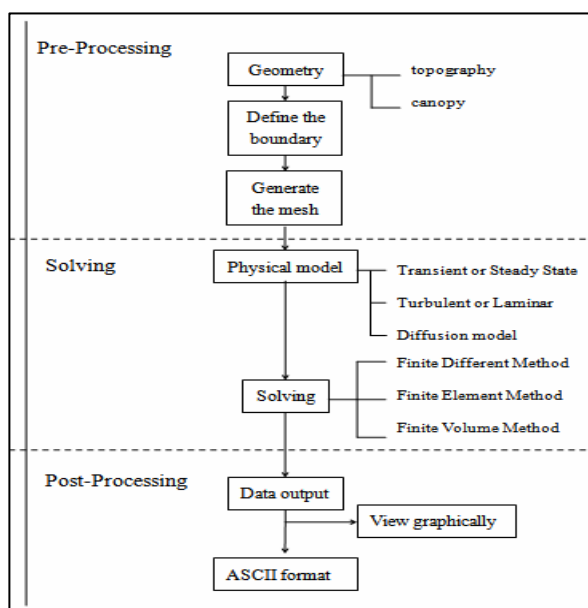 Pre-Processing
Geometry
topography
canopy
Define the
boundary
Generate
the mesh
Solving
Physical model
Transient or Steady State
Turbulent or Laminar
Diffusion model
Finite Different Method
Solving
Finite Element Method
Finite Volume Method
Post-Processing
Data output
View graphically
ASCII format